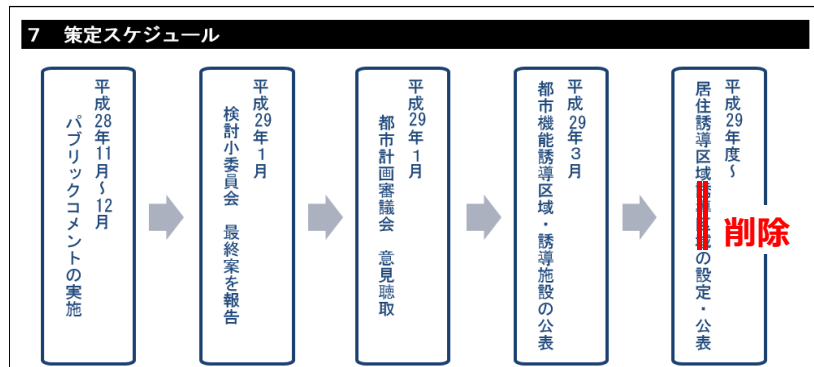 7 策定スケジュール
平成28年11月~12月
パブリックコメントの実施
平成29年1月
検討小委員会 最終案を報告
平成29年1月
都市計画審議会 意見聴取
平成29年3月
都市機能誘導区域・誘導施設の公表
平成29年度~
居住誘導区域誘導区域の設定・公表
削除